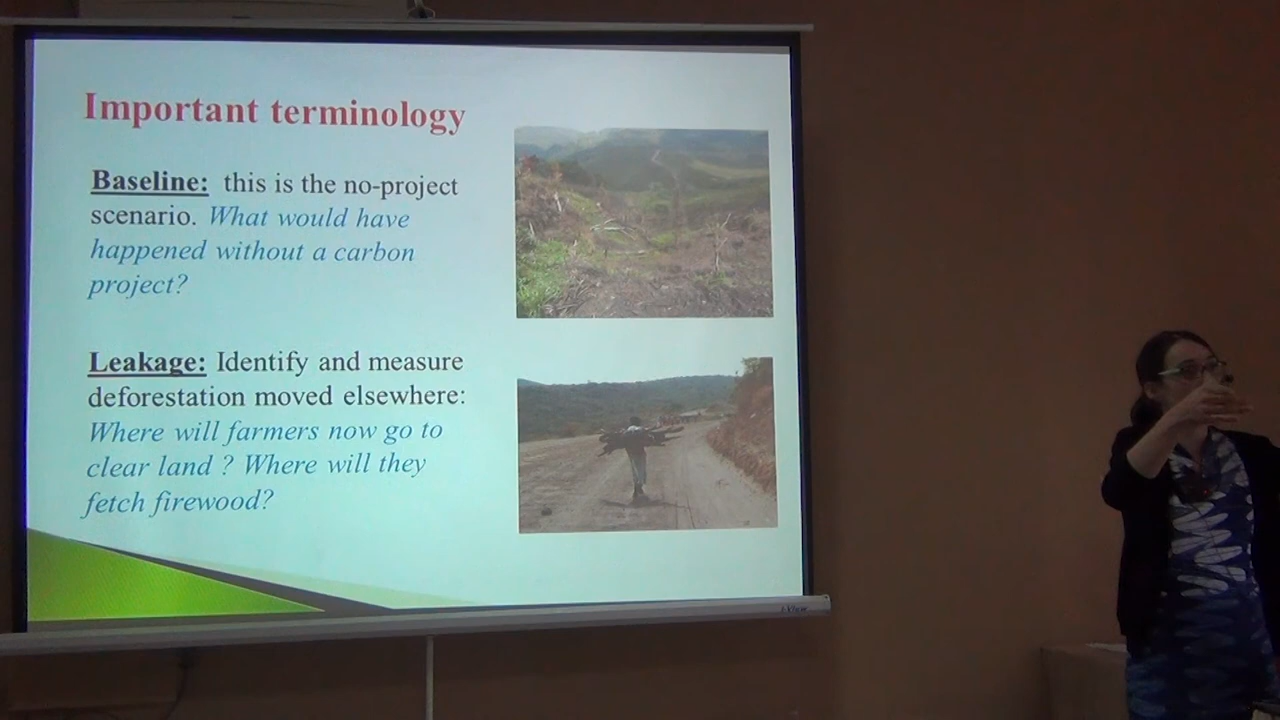 Important terminology
Baseline: this is the no-project
scenario. What would have
happened without a carbon
project?
Leakage: Identify and measure
deforestation moved elsewhere:
Where will farmers now go to
clear land ? Where will they
fetch firewood?